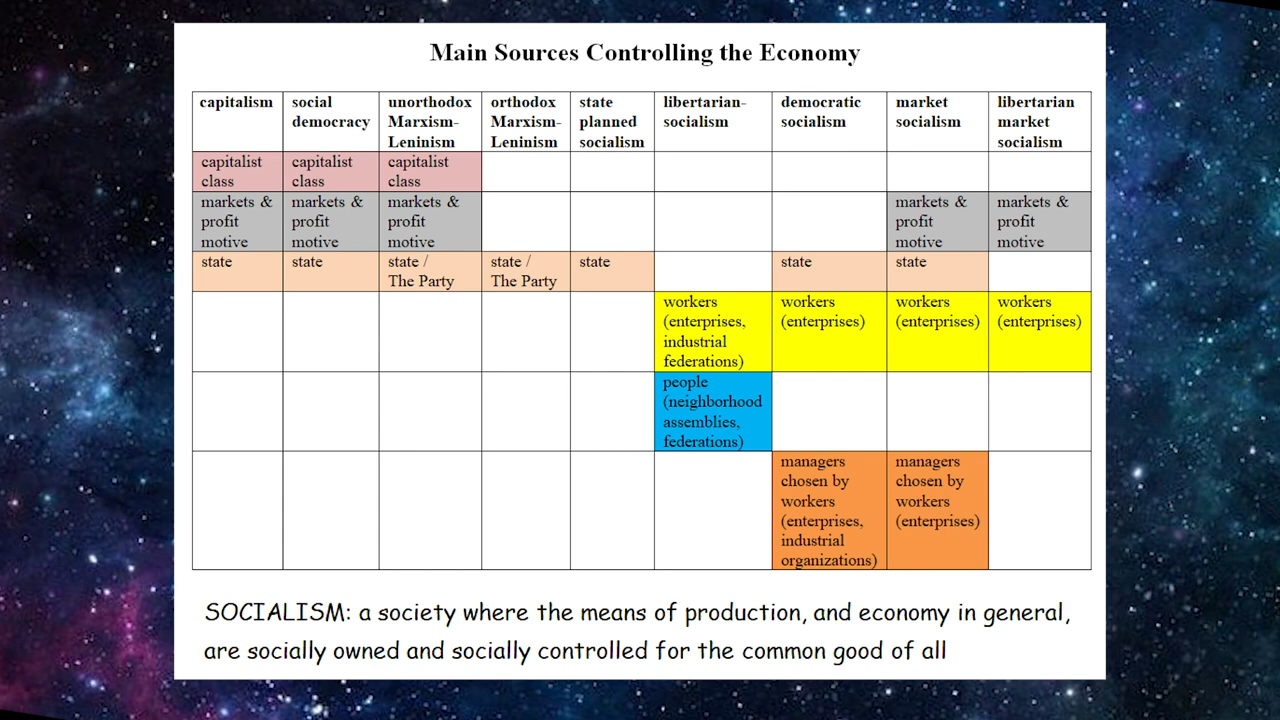 Main Sources Controlling the Economy
capitalism
social
democracy
unorthodox
Marxism-
Leninism
orthodox
Marxism-
Leninism
state
planned
socialism
libertarian-
socialism
democratic
socialism
market
socialism
libertarian
market
socialism
capitalist
class
capitalist
class
capitalist
class
markets &
profit
motive
markets &
profit
motive
markets &
profit
motive
markets &
profit
motive
markets &
profit
motive
state
state
state /
The Party
state /
The Party
state
state
state
workers
(enterprises,
industrial
federations)
workers
(enterprises)
workers
(enterprises)
workers
(enterprises)
people
(neighborhood
assemblies,
federations)
managers
chosen by
workers
(enterprises,
industrial
organizations)
managers
chosen by
workers
(enterprises)
SOCIALISM: a society where the means of production, and economy in general,
are socially owned and socially controlled for the common good of all